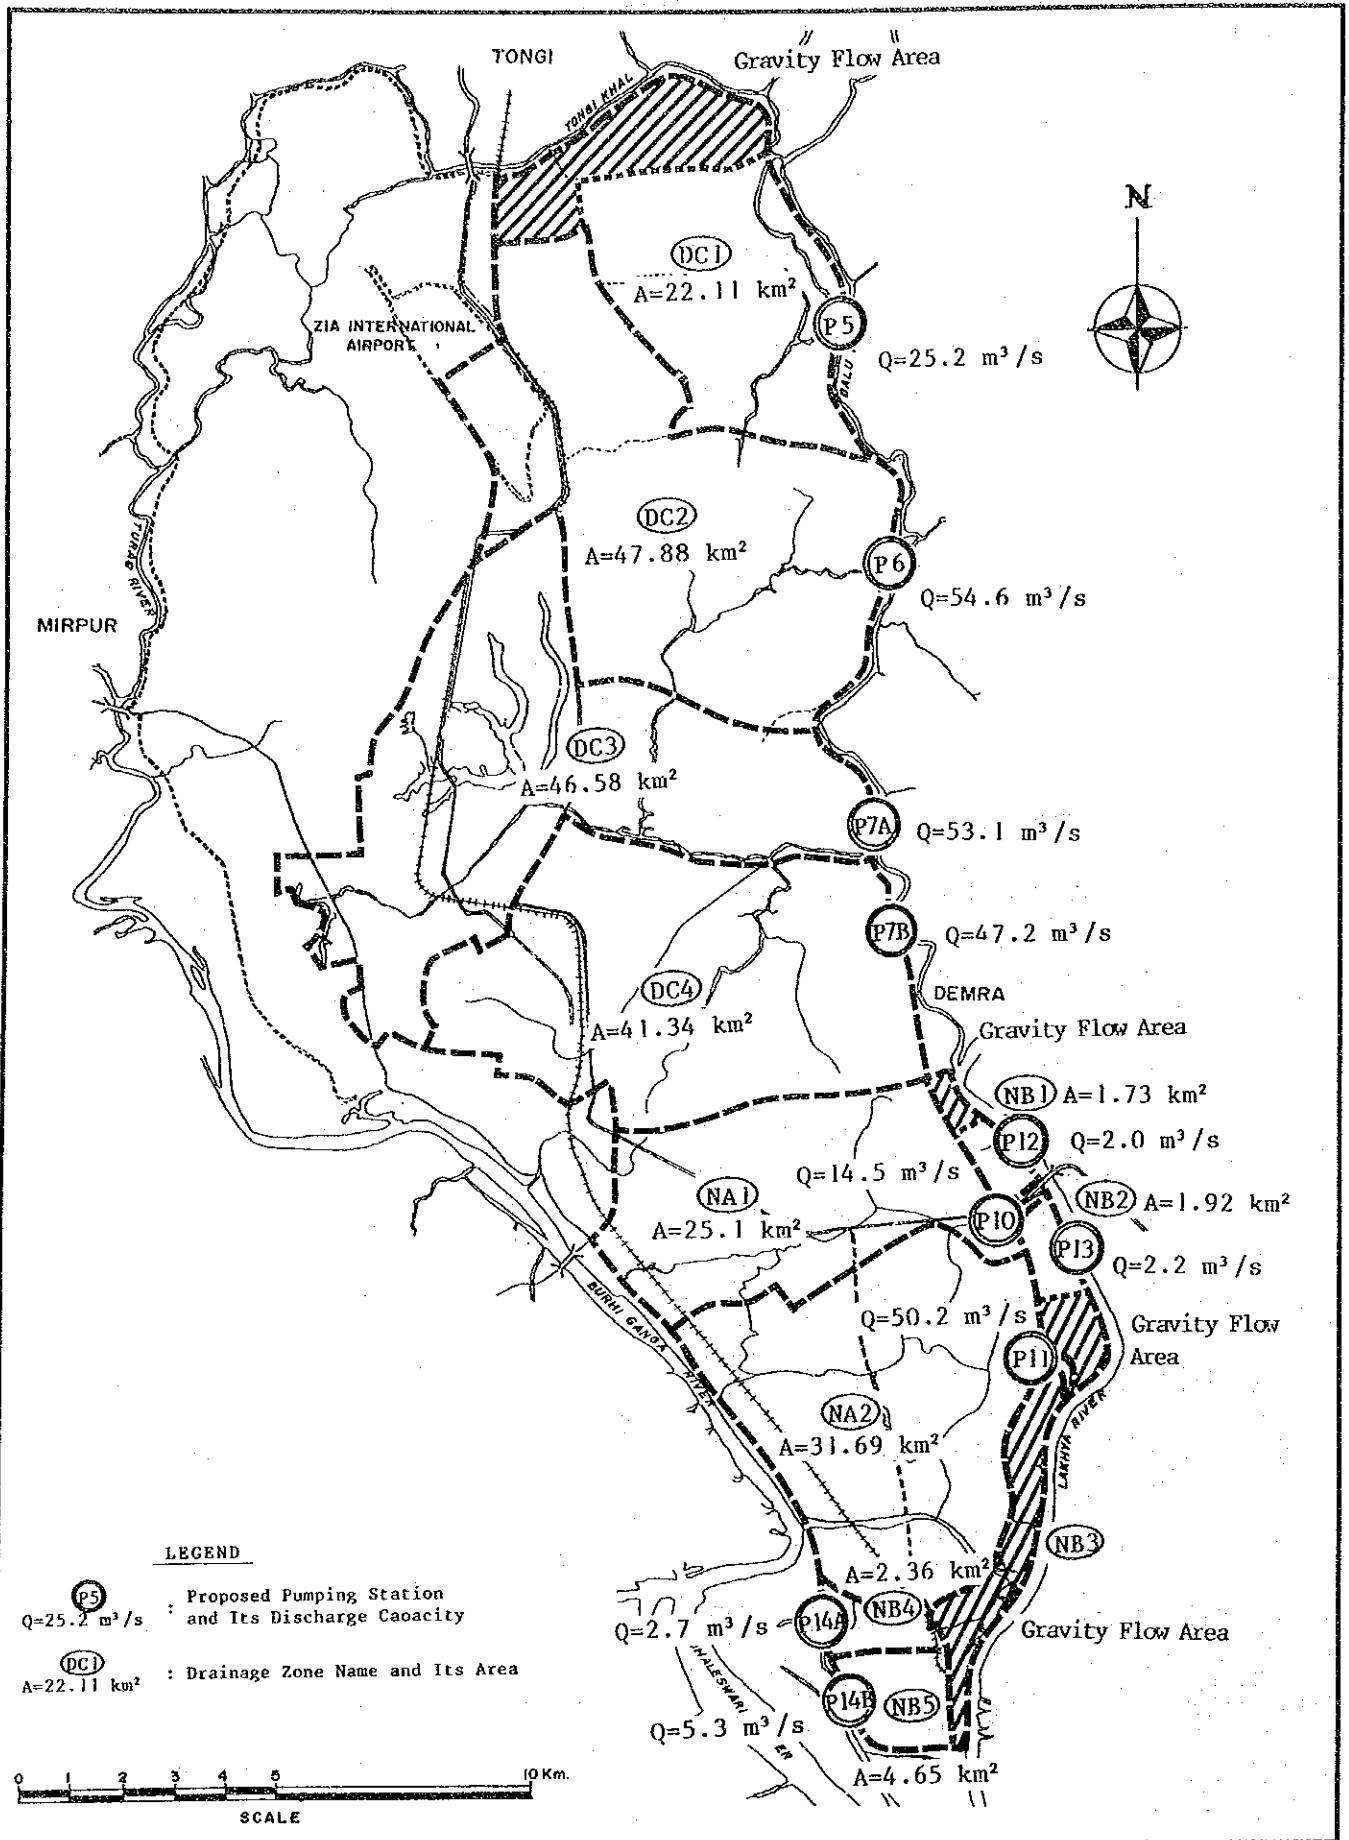 TONGI
Gravity Flow Area
TONGI KHAL
N
DC1
A=22.11 km²
ZIA INTERNATIONAL
AIRPORT
P5
Q=25.2 m³/s
BALU
DC2
A=47.88 km²
P6
Q=54.6 m³/s
TURAG RIVER
MIRPUR
DC3
A=46.58 km²
P7A
Q=53.1 m³/s
P7B
Q=47.2 m³/s
DC4
A=41.34 km²
DEMRA
Gravity Flow Area
NB1 A=1.73 km²
P12
Q=2.0 m³/s
Q=14.5 m³/s
NA1
A=25.1 km²
P10
NB2 A=1.92 km²
P13
Q=2.2 m³/s
BURHI GANGA RIVER
Q=50.2 m³/s
Gravity Flow
Area
P11
LAKHYA RIVER
NA2
A=31.69 km²
NB3
A=2.36 km²
NB4
P14A
Q=2.7 m³/s
Gravity Flow Area
P14B
NB5
Q=5.3 m³/s
A=4.65 km²
LEGEND
P5
Q=25.2 m³/s
: Proposed Pumping Station
and Its Discharge Caoacity
DC1
A=22.11 km²
: Drainage Zone Name and Its Area
0 1 2 3 4 5 10 Km.
SCALE